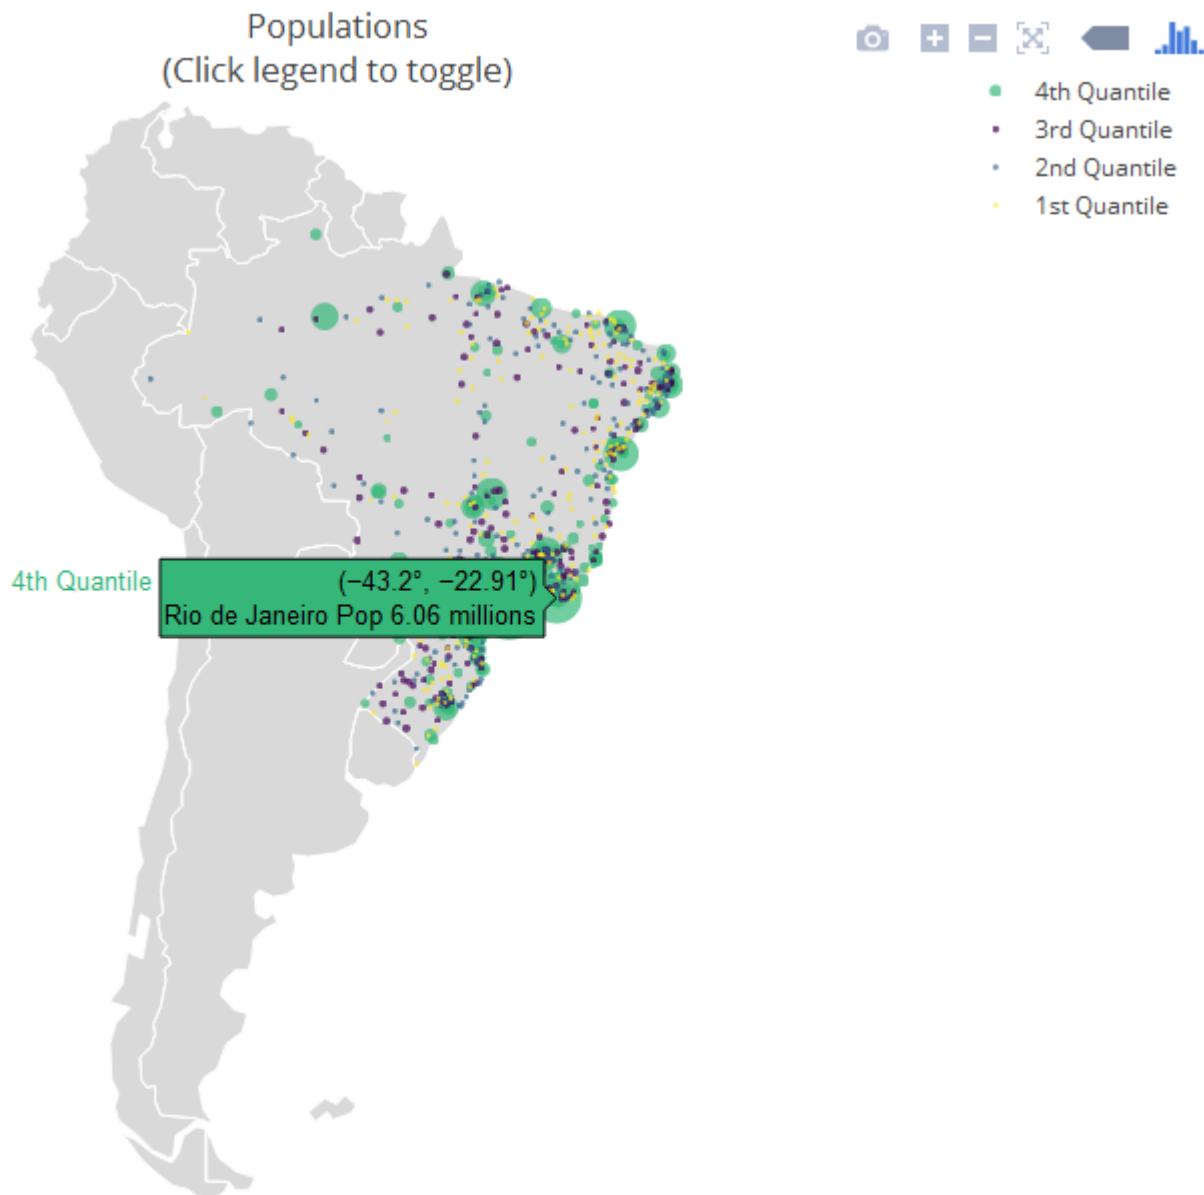 Populations
(Click legend to toggle)
4th Quantile
3rd Quantile
2nd Quantile
1st Quantile
4th Quantile
(−43.2°, −22.91°)
Rio de Janeiro Pop 6.06 millions